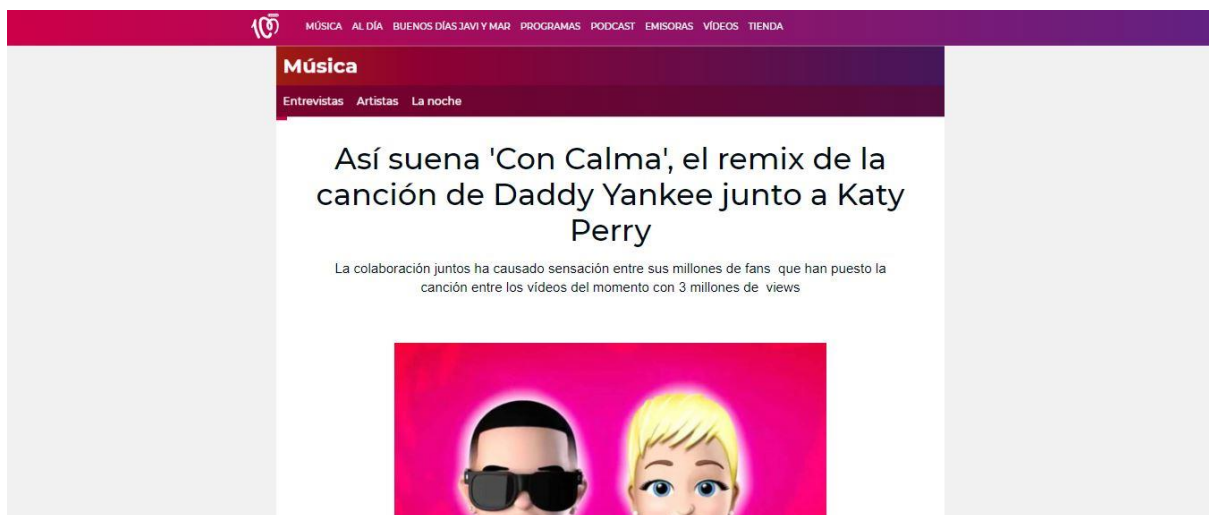 100
MÚSICA AL DÍA BUENOS DÍAS JAVI Y MAR PROGRAMAS PODCAST EMISORAS VÍDEOS TIENDA
Música
Entrevistas Artistas La noche
Así suena 'Con Calma', el remix de la
canción de Daddy Yankee junto a Katy
Perry
La colaboración juntos ha causado sensación entre sus millones de fans que han puesto la
canción entre los vídeos del momento con 3 millones de views